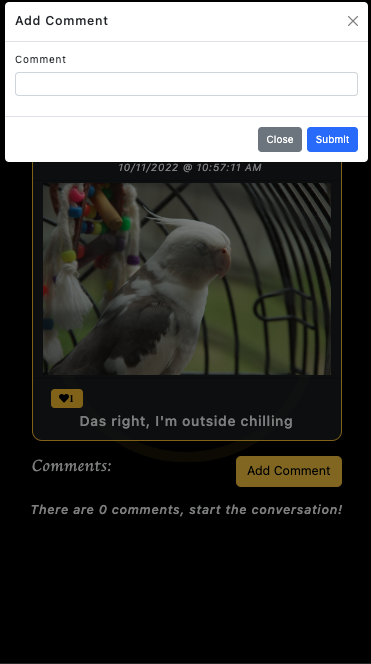 Add Comment
Comment
Close Submit
10/11/2022 @ 10:57:11 AM
1
Das right, I'm outside chilling
Comments:
Add Comment
There are 0 comments, start the conversation!